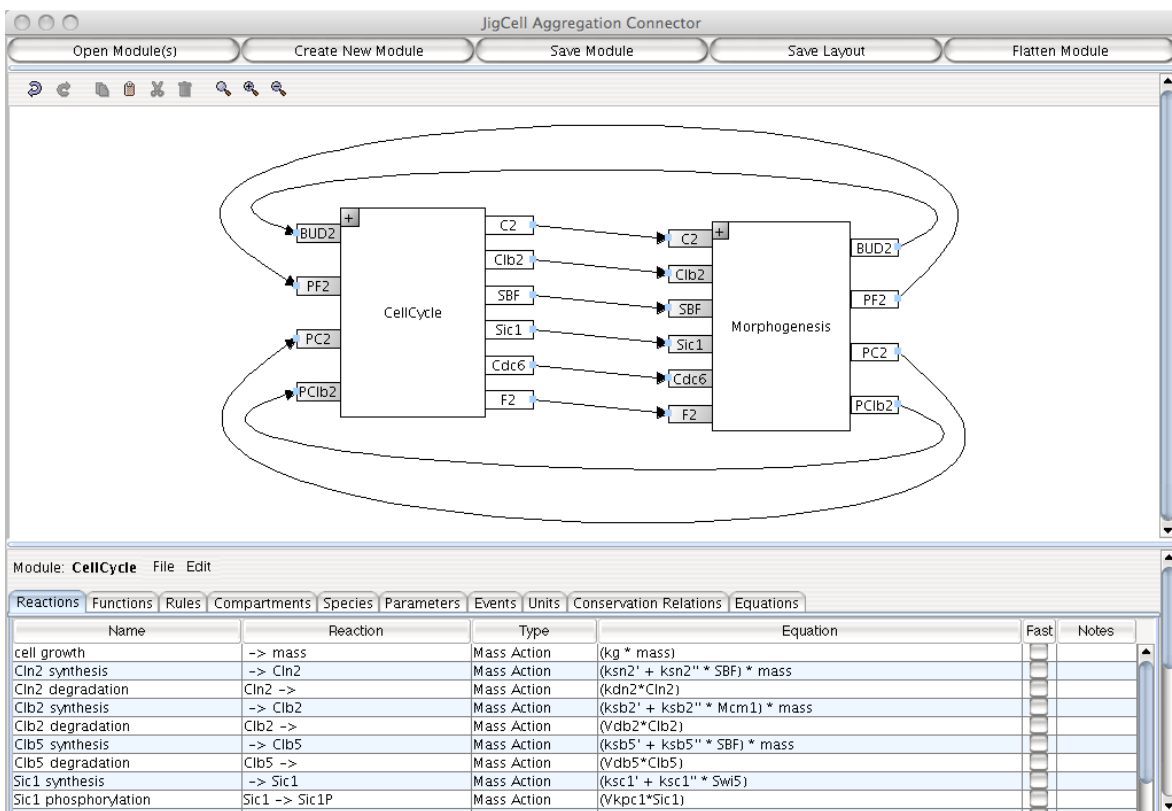 JigCell Aggregation Connector
Open Module(s) Create New Module Save Module Save Layout Flatten Module
+ C2 +
BUD2 C2 BUD2
Clb2 Clb2
PF2 SBF PF2
CellCycle SBF
Sic1 Morphogenesis
PC2 Sic1 PC2
Cdc6 Cdc6
PClb2 F2 PClb2
F2
Module: CellCycle File Edit
Reactions Functions Rules Compartments Species Parameters Events Units Conservation Relations Equations
Name Reaction Type Equation Fast Notes
cell growth -> mass Mass Action (kg * mass)
Cln2 synthesis -> Cln2 Mass Action (ksn2' + ksn2'' * SBF) * mass
Cln2 degradation Cln2 -> Mass Action (kdn2*Cln2)
Clb2 synthesis -> Clb2 Mass Action (ksb2' + ksb2'' * Mcm1) * mass
Clb2 degradation Clb2 -> Mass Action (Vdb2*Clb2)
Clb5 synthesis -> Clb5 Mass Action (ksb5' + ksb5'' * SBF) * mass
Clb5 degradation Clb5 -> Mass Action (Vdb5*Clb5)
Sic1 synthesis -> Sic1 Mass Action (ksc1' + ksc1'' * Swi5)
Sic1 phosphorylation Sic1 -> Sic1P Mass Action (Vkpc1*Sic1)